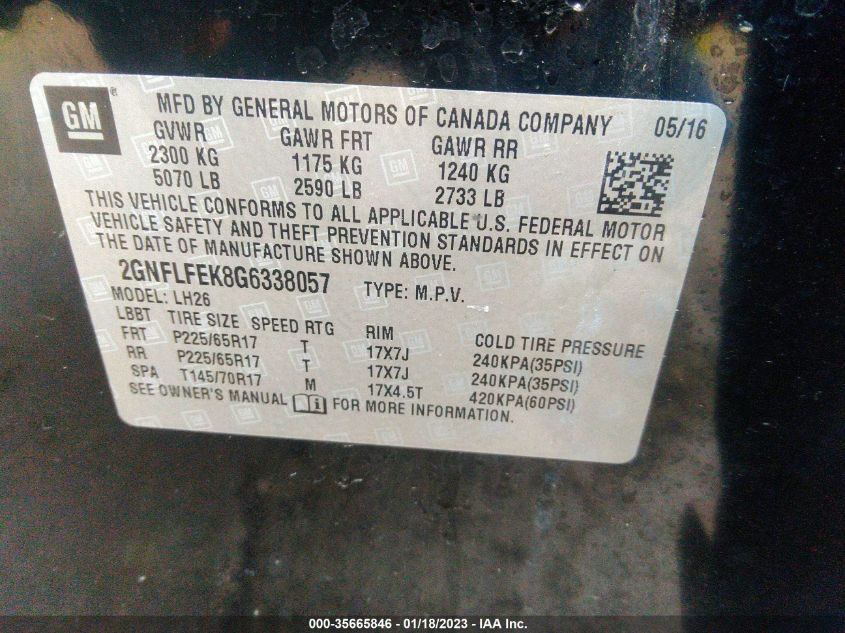 GM ®
MFD BY GENERAL MOTORS OF CANADA COMPANY 05/16
GVWR GAWR FRT GAWR RR
2300 KG 1175 KG 1240 KG
5070 LB 2590 LB 2733 LB
THIS VEHICLE CONFORMS TO ALL APPLICABLE U.S. FEDERAL MOTOR
VEHICLE SAFETY AND THEFT PREVENTION STANDARDS IN EFFECT ON
THE DATE OF MANUFACTURE SHOWN ABOVE.
2GNFLFEK8G6338057 TYPE: M.P.V.
MODEL: LH26
LBBT TIRE SIZE SPEED RTG RIM COLD TIRE PRESSURE
FRT P225/65R17 T 17X7J 240KPA(35PSI)
RR P225/65R17 T 17X7J 240KPA(35PSI)
SPA T145/70R17 M 17X4.5T 420KPA(60PSI)
SEE OWNER'S MANUAL i FOR MORE INFORMATION.
000-35665846 - 01/18/2023 - IAA Inc.